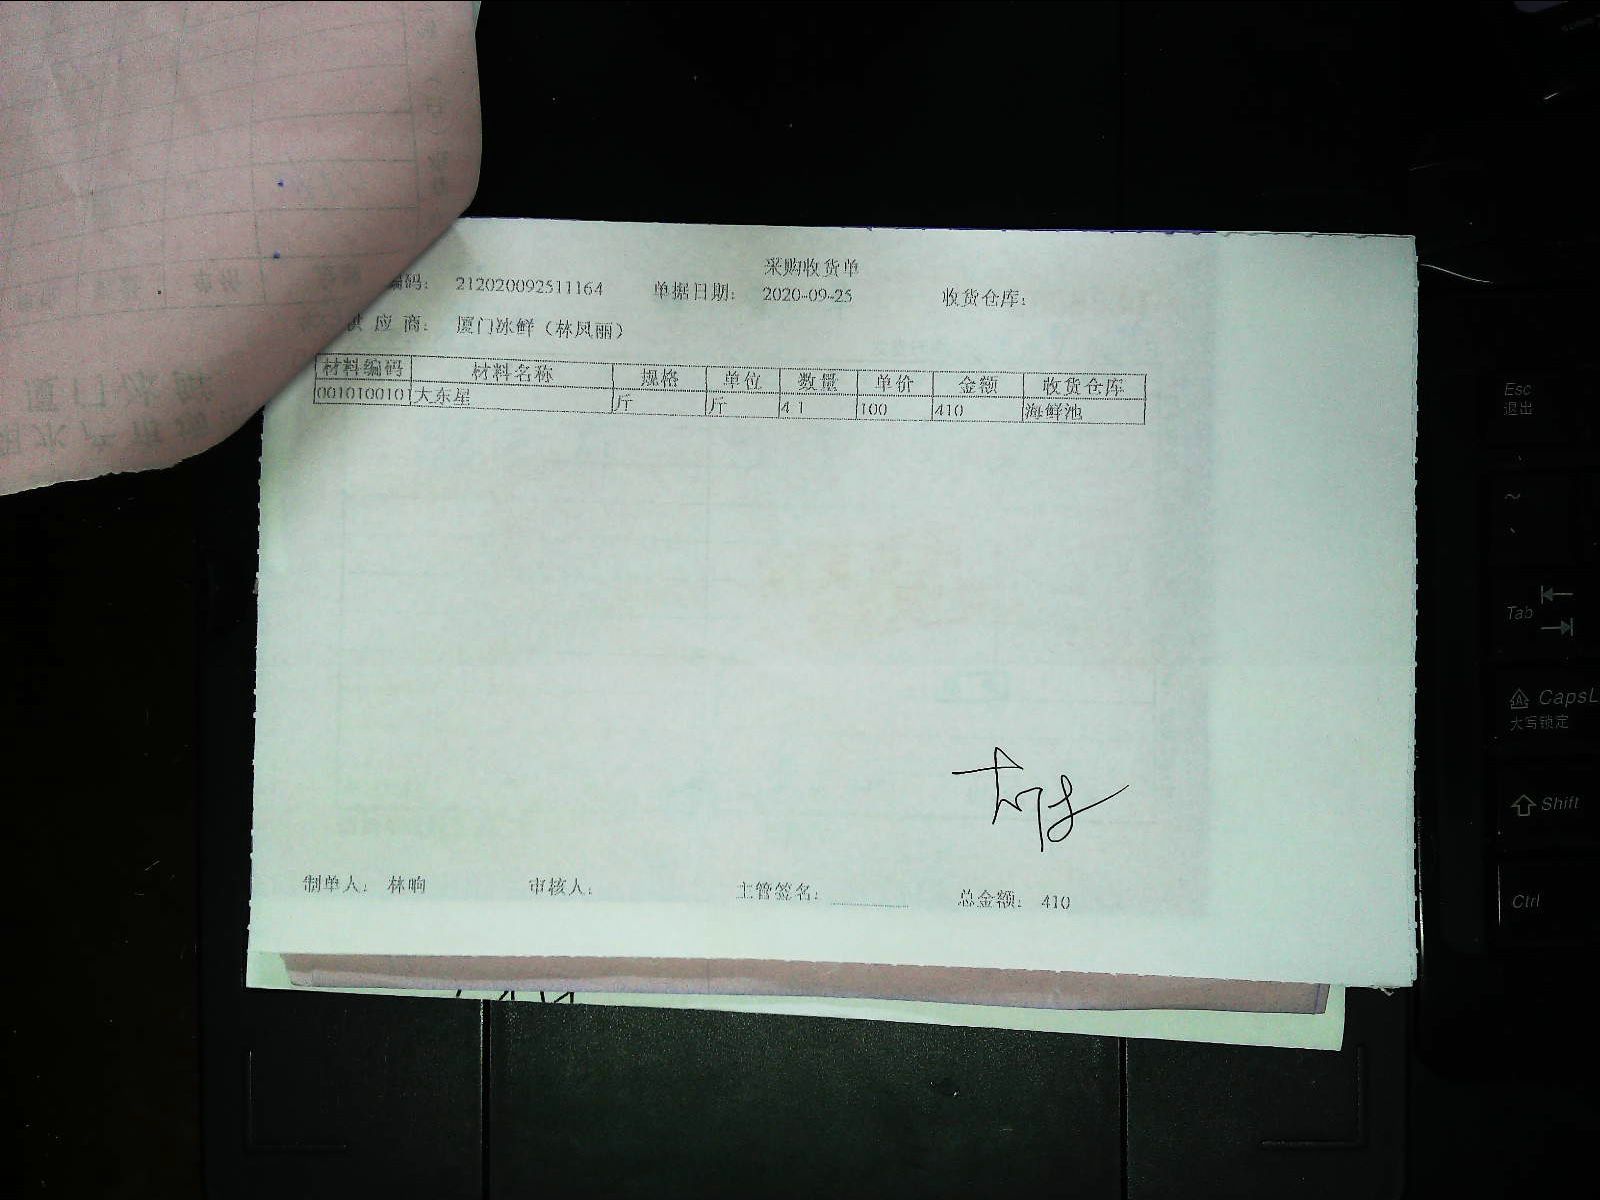 采购收货单
编码: 212020092511164 单据日期: 2020-09-25 收货仓库:
供 应 商: 厦门冰鲜 (林凤丽)
材料编码 材料名称 规格 单位 数量 单价 金额 收货仓库
0010100101 大东星 斤 斤 4 1 100 410 海鲜池
制单人: 林响 审核人: 主管签名: 总金额: 410
Esc
退出
~
Tab
CapsL
大写锁定
Shift
Ctrl